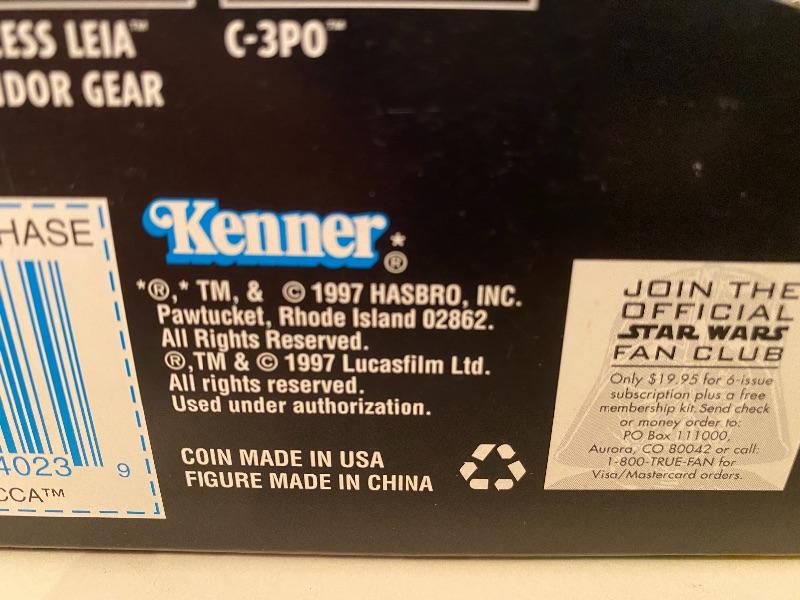 ESS LEIA™
C-3PO™
DOR GEAR
HASE
4023 9
CCA™
Kenner*
®
*®,* TM, & © 1997 HASBRO, INC.
Pawtucket, Rhode Island 02862.
All Rights Reserved.
®,TM & © 1997 Lucasfilm Ltd.
All rights reserved.
Used under authorization.
COIN MADE IN USA
FIGURE MADE IN CHINA
JOIN THE
OFFICIAL
STAR WARS
FAN CLUB
Only $19.95 for 6-issue
subscription plus a free
membership kit. Send check
or money order to:
PO Box 111000,
Aurora, CO 80042 or call:
1-800-TRUE-FAN for
Visa/Mastercard orders.